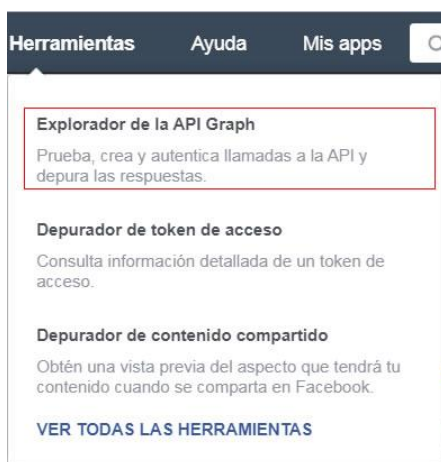 Herramientas Ayuda Mis apps
Explorador de la API Graph
Prueba, crea y autentica llamadas a la API y
depura las respuestas.
Depurador de token de acceso
Consulta información detallada de un token de
acceso.
Depurador de contenido compartido
Obtén una vista previa del aspecto que tendrá tu
contenido cuando se comparta en Facebook.
VER TODAS LAS HERRAMIENTAS